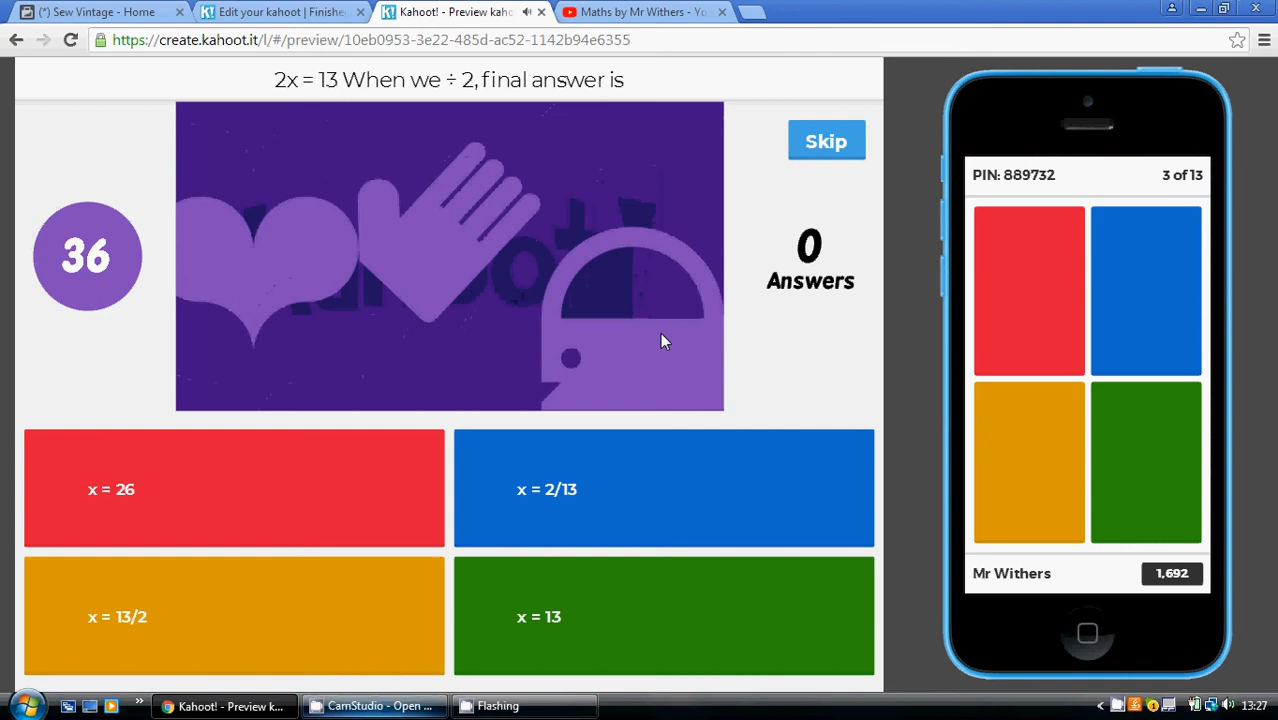 (*) Sew Vintage - Home
Edit your kahoot | Finishe
Kahoot! - Preview kaho
Maths by Mr Withers - Yo
https://create.kahoot.it/l/#/preview/10eb0953-3e22-485d-ac52-1142b94e6355
2x = 13 When we ÷ 2, final answer is
Skip
36
0
Answers
x = 26
x = 2/13
x = 13/2
x = 13
PIN: 889732
3 of 13
Mr Withers
1,692
Kahoot! - Preview k...
CamStudio - Open ...
Flashing
13:27